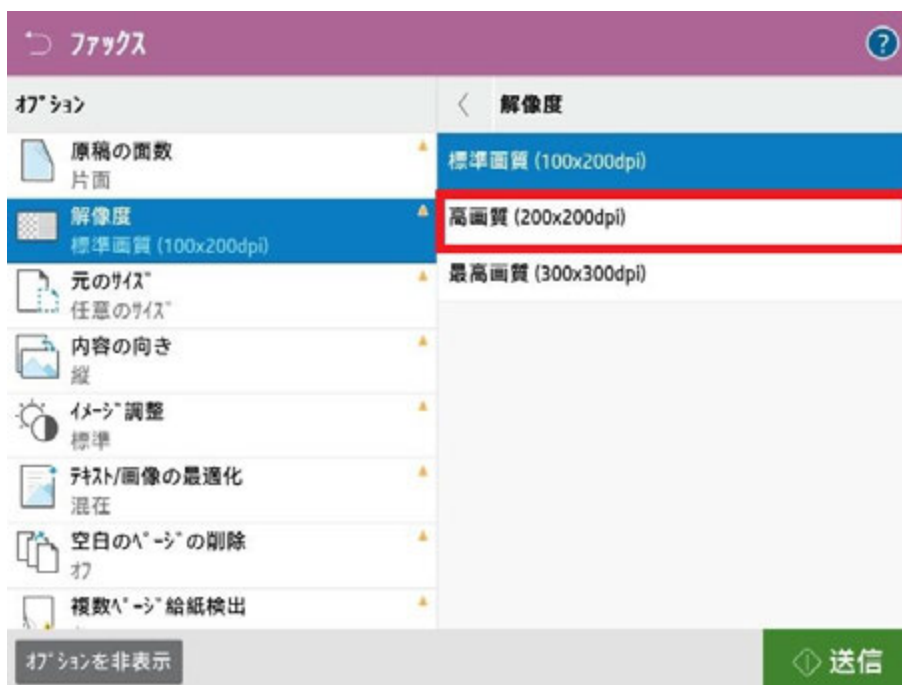 ファックス
?
オプション
原稿の面数
片面
解像度
標準画質 (100x200dpi)
元のサイズ
任意のサイズ
内容の向き
縦
イメージ調整
標準
テキスト/画像の最適化
混在
空白のページの削除
オフ
複数ページ給紙検出
解像度
標準画質 (100x200dpi)
高画質 (200x200dpi)
最高画質 (300x300dpi)
オプションを非表示
送信